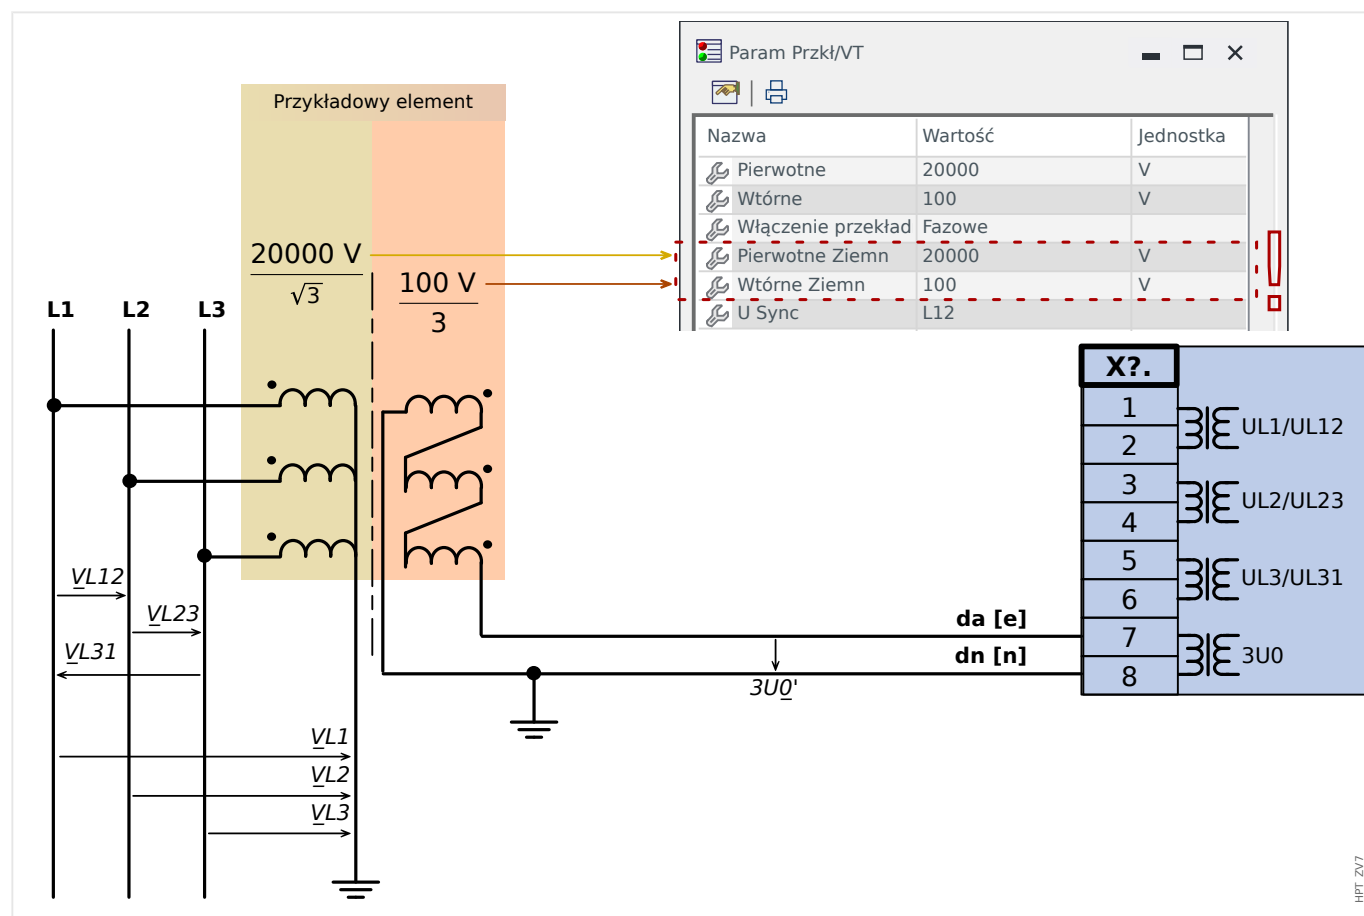 Przykładowy element
Param Przkł/VT
Nazwa Wartość Jednostka
Pierwotne 20000 V
Wtórne 100 V
Włączenie przekład Fazowe
Pierwotne Ziemn 20000 V
Wtórne Ziemn 100 V
U Sync L12
20000 V
√3
100 V
3
L1 L2 L3
X?.
1
2
3
4
5
6
7
8
UL1/UL12
UL2/UL23
UL3/UL31
3U0
da [e]
dn [n]
3U0'
VL12
VL23
VL31
VL1
VL2
VL3
HPT_ZV7